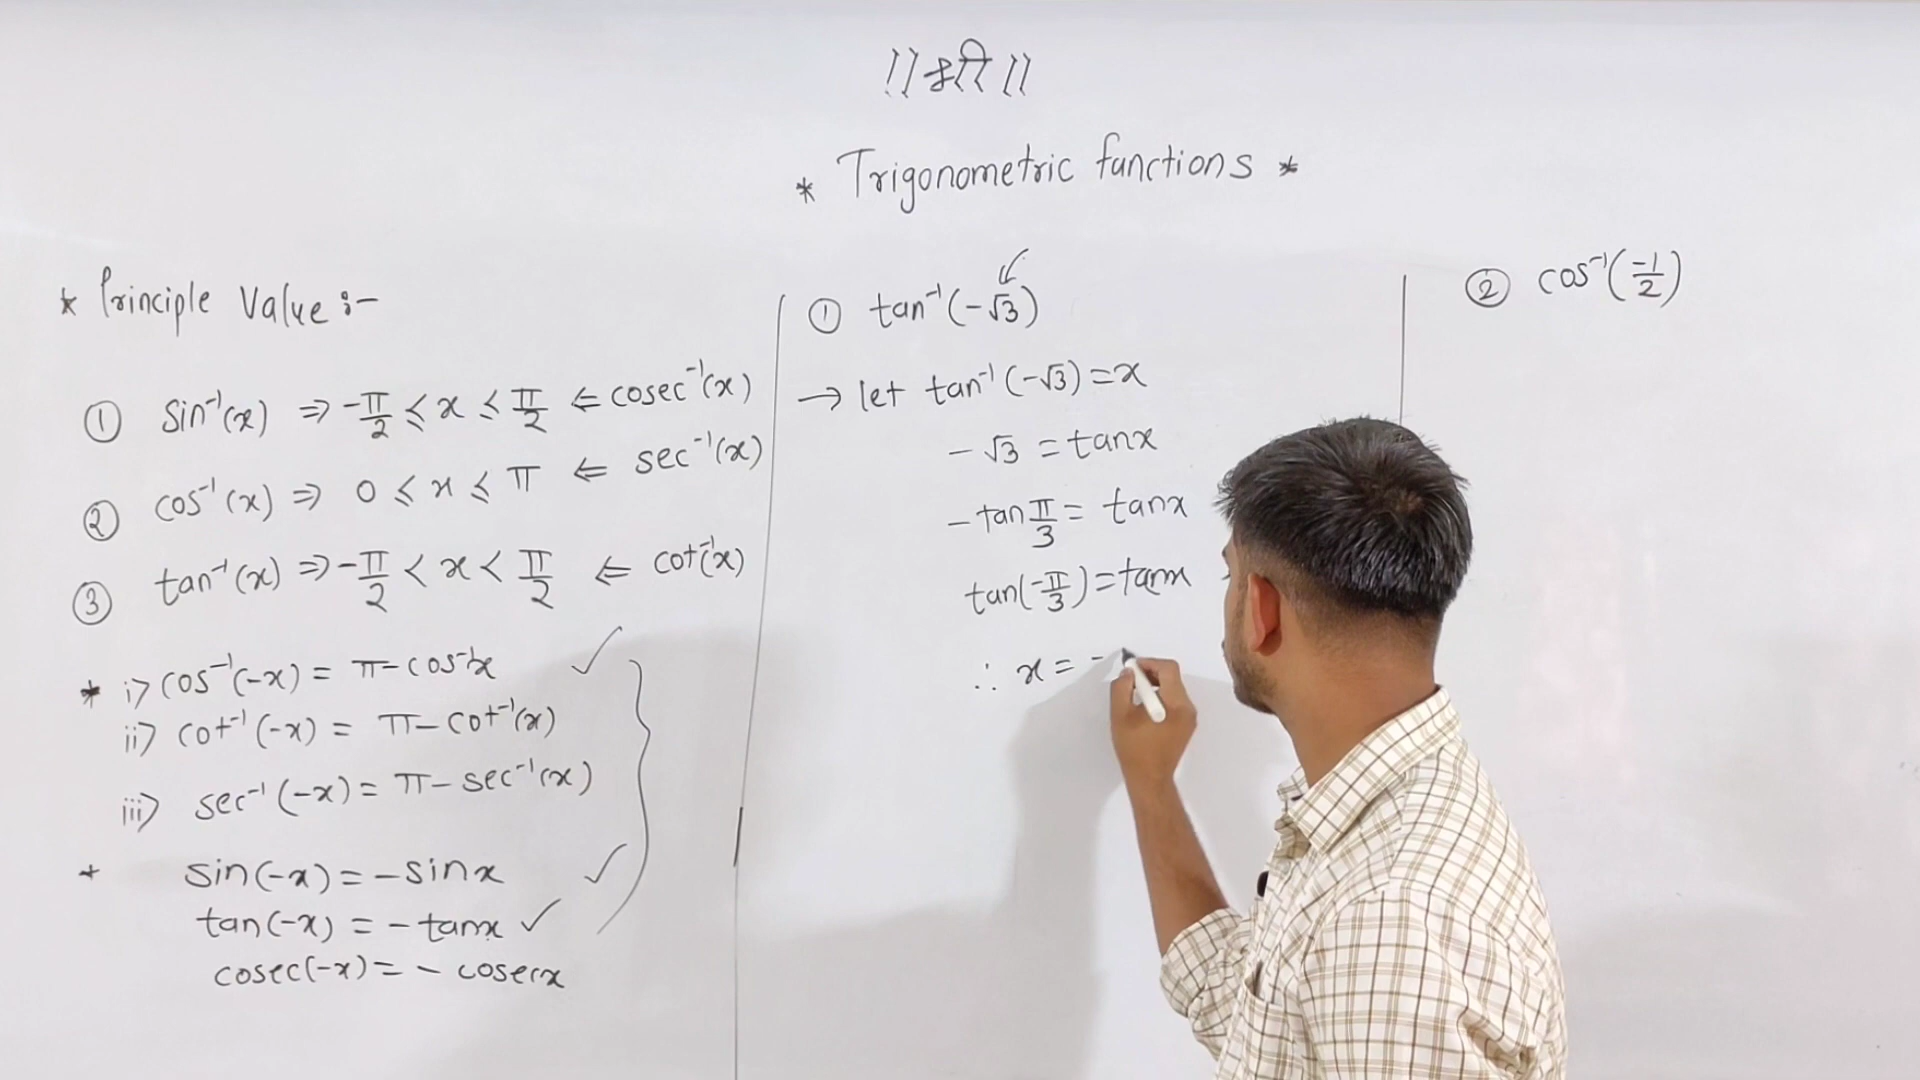 ॥ श्री ॥
* Trigonometric functions *
* Principle Value :-
① Sin⁻¹(x) ⇒ -π/2 ≤ x ≤ π/2 ⇐ cosec⁻¹(x)
② cos⁻¹(x) ⇒ 0 ≤ x ≤ π ⇐ sec⁻¹(x)
③ tan⁻¹(x) ⇒ -π/2 < x < π/2 ⇐ cot⁻¹(x)
* i) cos⁻¹(-x) = π - cos⁻¹x ✓
ii) cot⁻¹(-x) = π - cot⁻¹(x)
iii) sec⁻¹(-x) = π - sec⁻¹(x)
* sin(-x) = - sinx ✓
tan(-x) = - tanx ✓
cosec(-x) = - cosecx
① tan⁻¹(-√3)
→ let tan⁻¹(-√3) = x
- √3 = tanx
- tan π/3 = tanx
tan(-π/3) = tanx
∴ x = -
② cos⁻¹(-1/2)